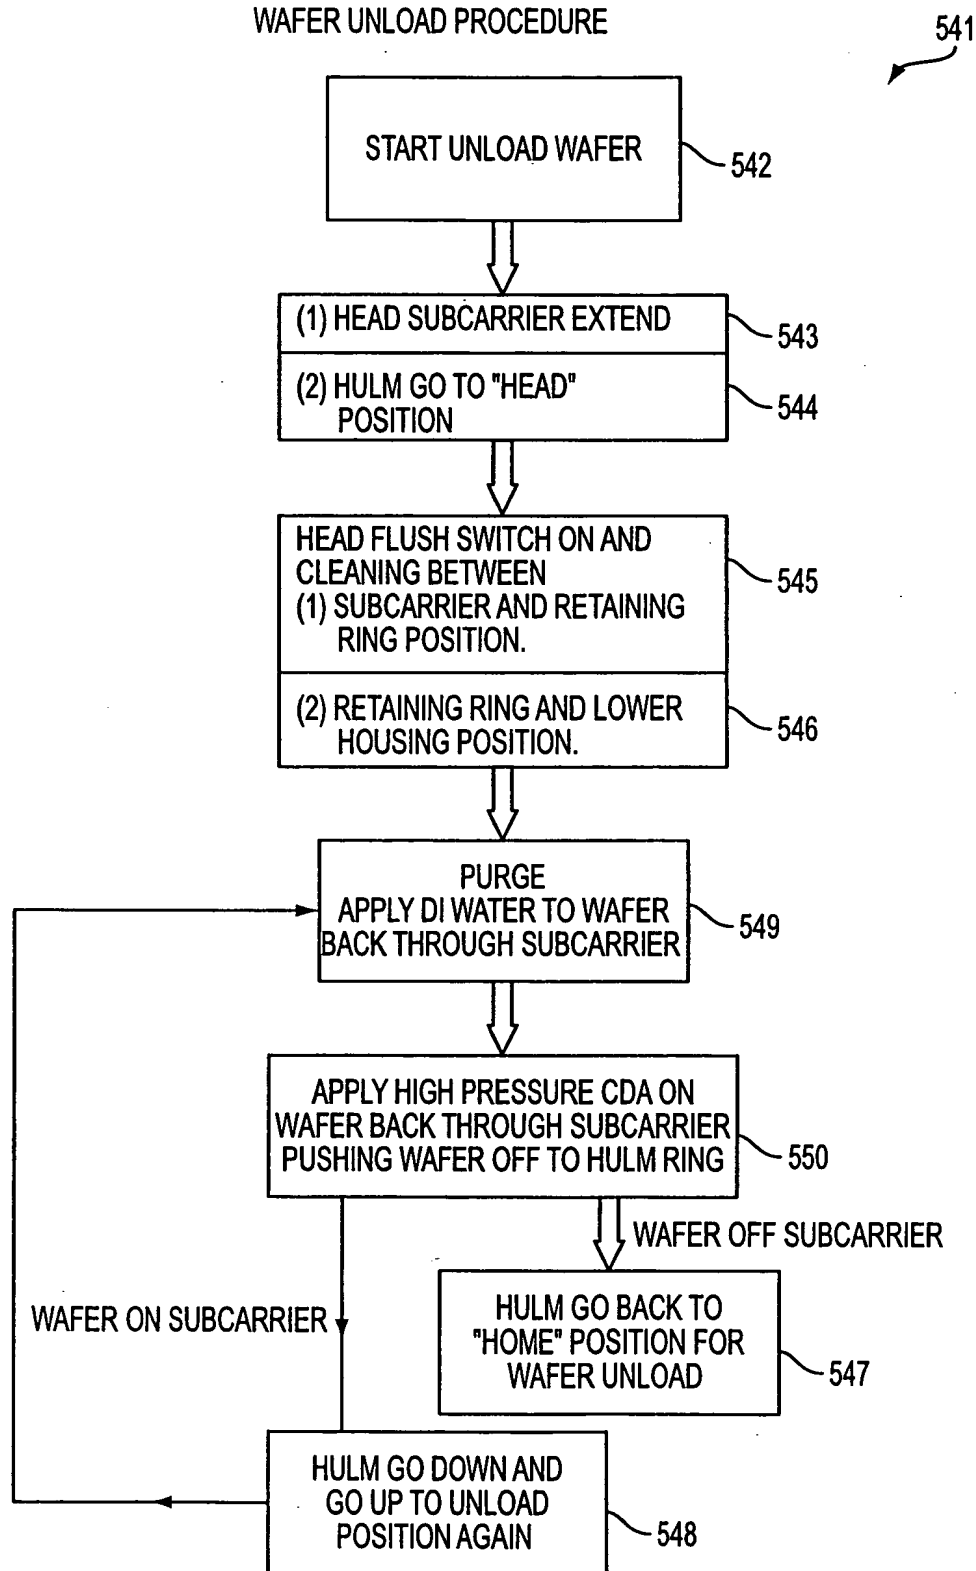 WAFER UNLOAD PROCEDURE
541
START UNLOAD WAFER
542
(1) HEAD SUBCARRIER EXTEND
543
(2) HULM GO TO "HEAD"
POSITION
544
HEAD FLUSH SWITCH ON AND
CLEANING BETWEEN
(1) SUBCARRIER AND RETAINING
RING POSITION.
545
(2) RETAINING RING AND LOWER
HOUSING POSITION.
546
PURGE
APPLY DI WATER TO WAFER
BACK THROUGH SUBCARRIER
549
APPLY HIGH PRESSURE CDA ON
WAFER BACK THROUGH SUBCARRIER
PUSHING WAFER OFF TO HULM RING
550
WAFER OFF SUBCARRIER
WAFER ON SUBCARRIER
HULM GO BACK TO
"HOME" POSITION FOR
WAFER UNLOAD
547
HULM GO DOWN AND
GO UP TO UNLOAD
POSITION AGAIN
548